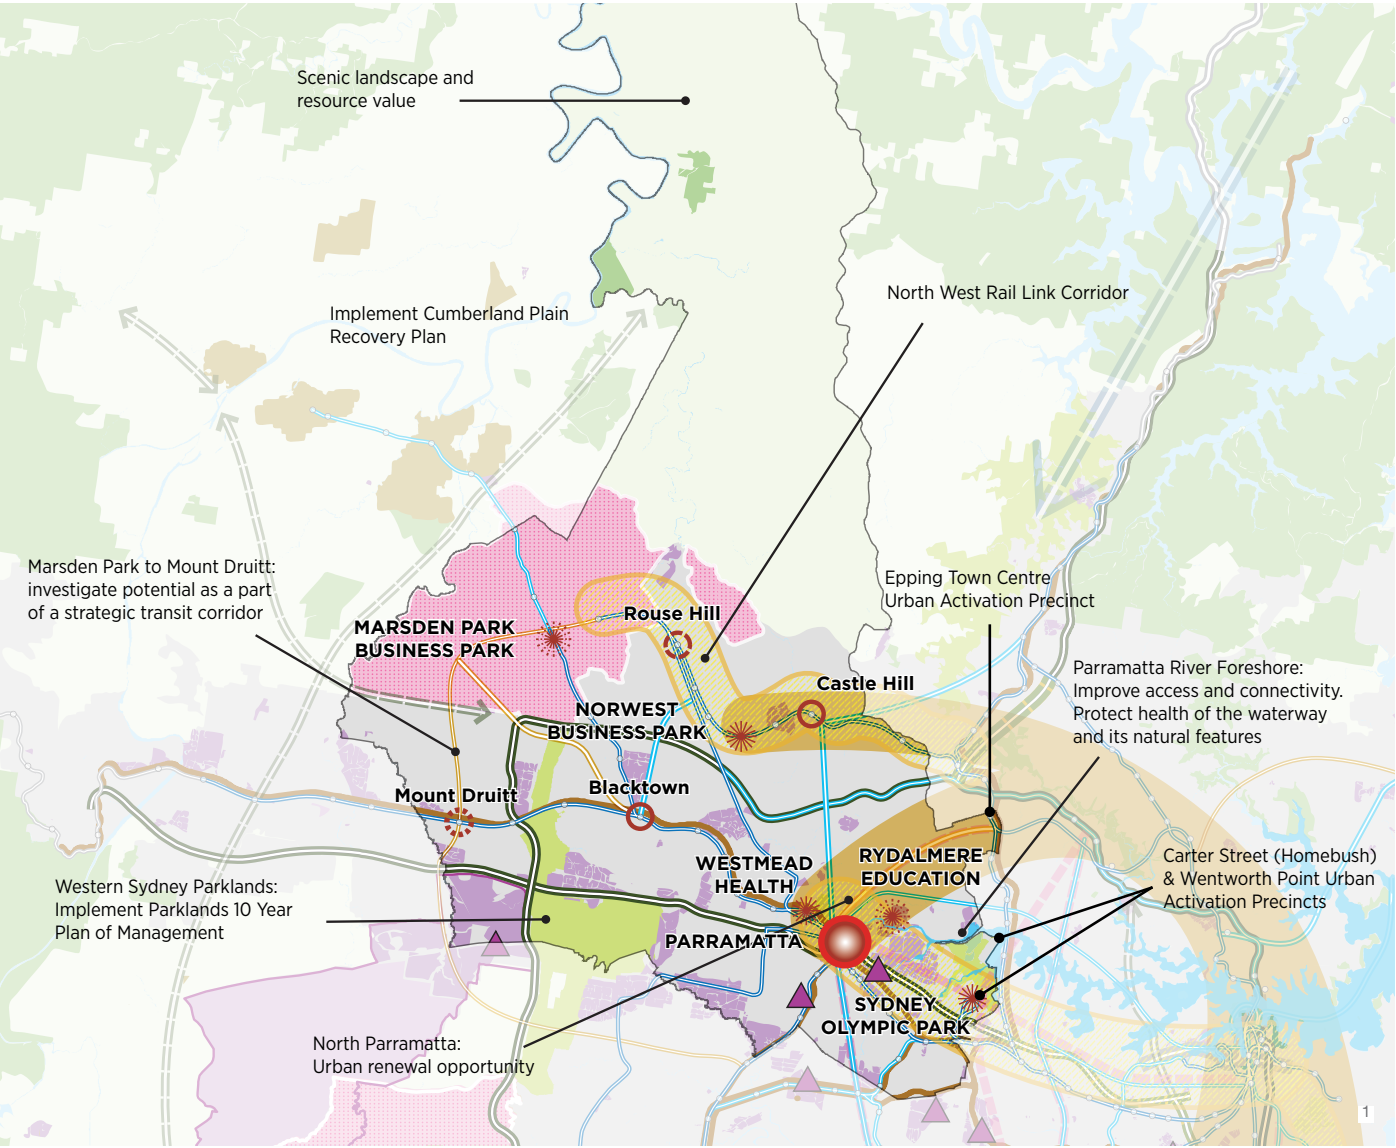 Scenic landscape and
resource value
North West Rail Link Corridor
Implement Cumberland Plain
Recovery Plan
Marsden Park to Mount Druitt:
investigate potential as a part
of a strategic transit corridor
Epping Town Centre
Urban Activation Precinct
Rouse Hill
MARSDEN PARK
BUSINESS PARK
Parramatta River Foreshore:
Improve access and connectivity.
Protect health of the waterway
and its natural features
Castle Hill
NORWEST
BUSINESS PARK
Mount Druitt
Blacktown
WESTMEAD
HEALTH
RYDALMERE
EDUCATION
Carter Street (Homebush)
& Wentworth Point Urban
Activation Precincts
Western Sydney Parklands:
Implement Parklands 10 Year
Plan of Management
PARRAMATTA
SYDNEY
OLYMPIC PARK
North Parramatta:
Urban renewal opportunity
1